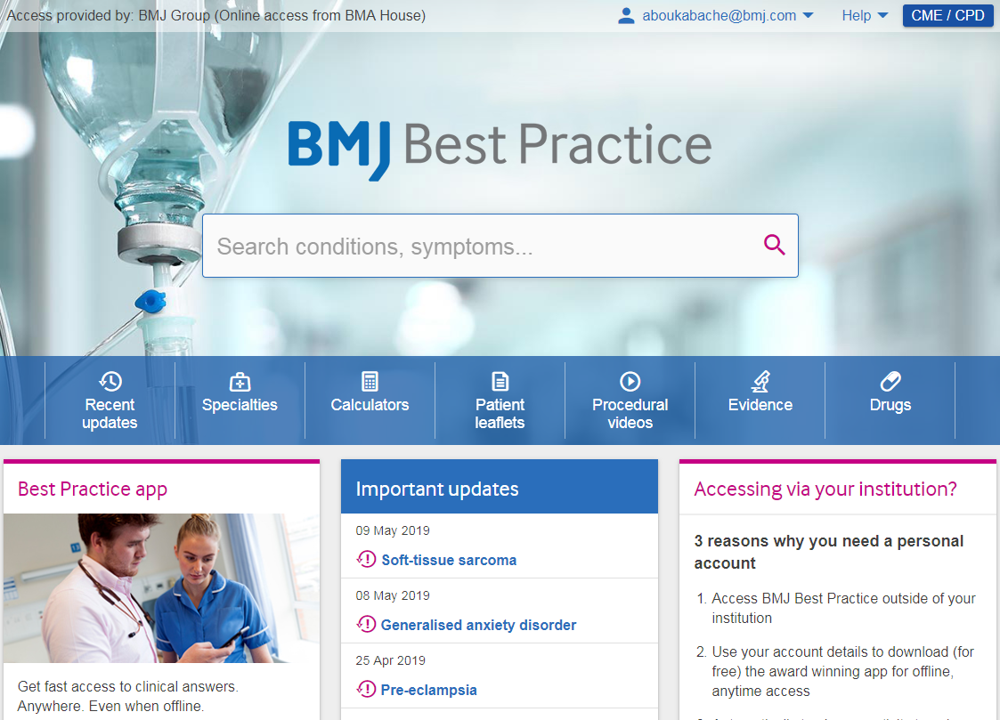 Access provided by: BMJ Group (Online access from BMA House)
aboukabache@bmj.com
Help
CME / CPD
BMJ Best Practice
Search conditions, symptoms...
Recent
updates
Specialties
Calculators
Patient
leaflets
Procedural
videos
Evidence
Drugs
Best Practice app
Get fast access to clinical answers.
Anywhere. Even when offline.
Important updates
09 May 2019
Soft-tissue sarcoma
08 May 2019
Generalised anxiety disorder
25 Apr 2019
Pre-eclampsia
Accessing via your institution?
3 reasons why you need a personal
account
1. Access BMJ Best Practice outside of your
institution
2. Use your account details to download (for
free) the award winning app for offline,
anytime access